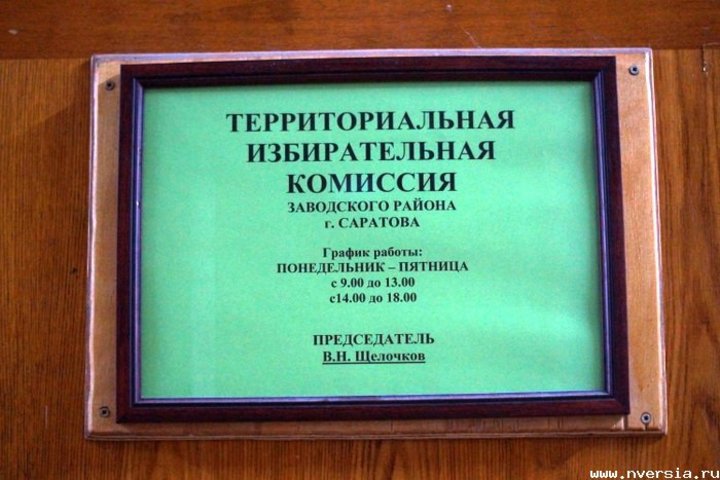 ТЕРРИТОРИАЛЬНАЯ
ИЗБИРАТЕЛЬНАЯ
КОМИССИЯ
ЗАВОДСКОГО РАЙОНА
г. САРАТОВА
График работы:
ПОНЕДЕЛЬНИК – ПЯТНИЦА
с 9.00 до 13.00
с14.00 до 18.00
ПРЕДСЕДАТЕЛЬ
В.Н. Щелочков
www.nversia.ru